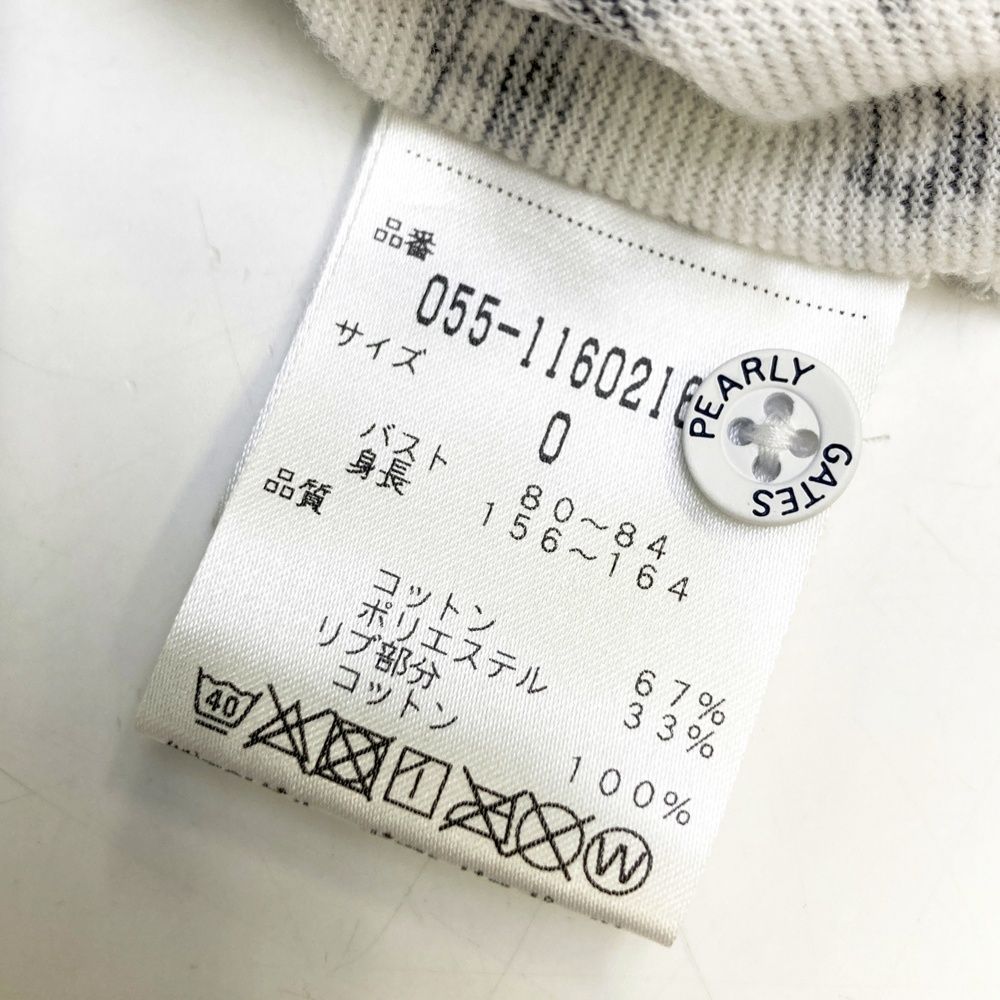 品番
055-1160216
サイズ
0
バスト 80～84
身長 156～164
品質
コットン 67%
ポリエステル 33%
リブ部分
コットン 100%
40
W
PEARLY GATES